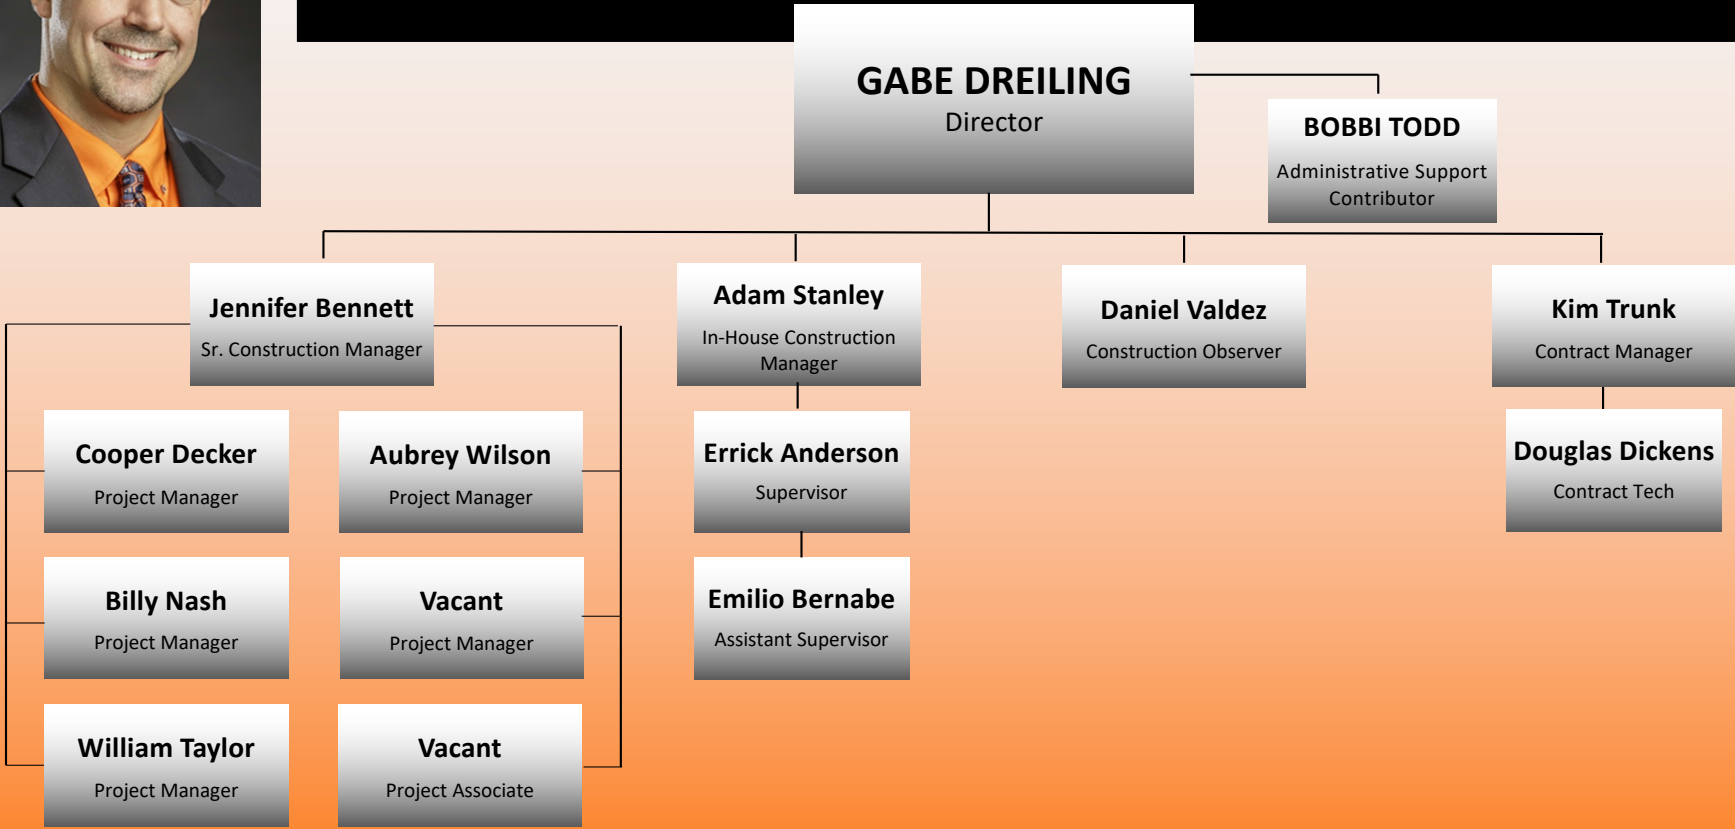 GABE DREILING
Director
BOBBI TODD
Administrative Support
Contributor
Jennifer Bennett
Sr. Construction Manager
Adam Stanley
In-House Construction
Manager
Daniel Valdez
Construction Observer
Kim Trunk
Contract Manager
Cooper Decker
Project Manager
Aubrey Wilson
Project Manager
Errick Anderson
Supervisor
Douglas Dickens
Contract Tech
Billy Nash
Project Manager
Vacant
Project Manager
Emilio Bernabe
Assistant Supervisor
William Taylor
Project Manager
Vacant
Project Associate